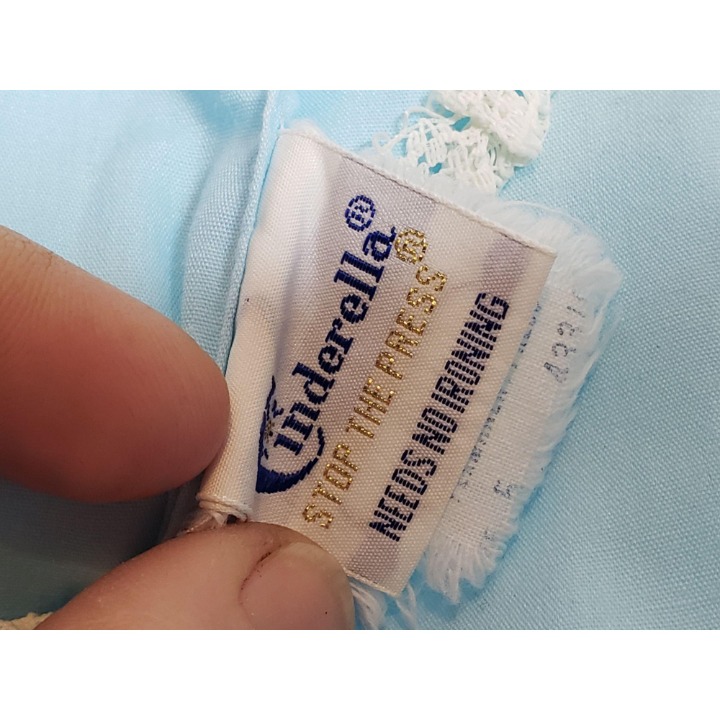 Cinderella®
STOP THE PRESS®
NEEDS NO IRONING